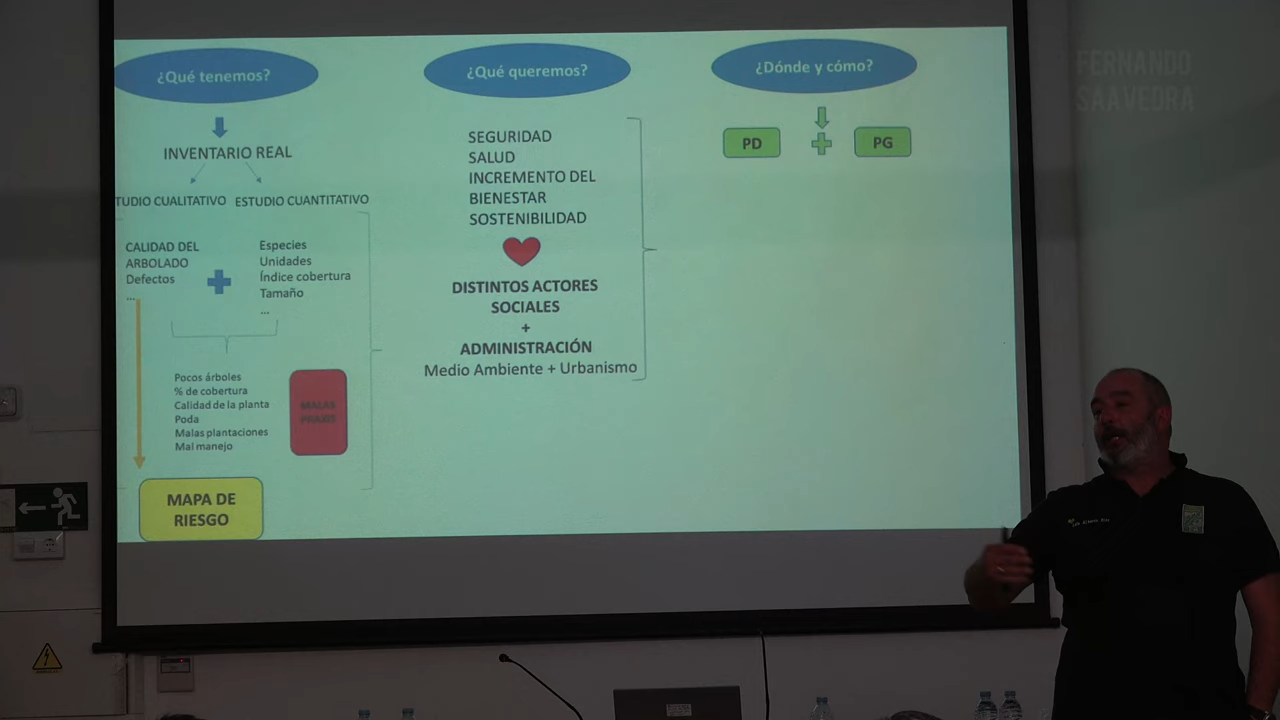 ¿Qué tenemos?
INVENTARIO REAL
TUDIO CUALITATIVO
ESTUDIO CUANTITATIVO
CALIDAD DEL
ARBOLADO
Defectos
...
Especies
Unidades
Índice cobertura
Tamaño
...
Pocos árboles
% de cobertura
Calidad de la planta
Poda
Malas plantaciones
Mal manejo
MALAS
PRAXIS
MAPA DE
RIESGO
¿Qué queremos?
SEGURIDAD
SALUD
INCREMENTO DEL
BIENESTAR
SOSTENIBILIDAD
DISTINTOS ACTORES
SOCIALES
+
ADMINISTRACIÓN
Medio Ambiente + Urbanismo
¿Dónde y cómo?
PD
PG
FERNANDO
SAAVEDRA